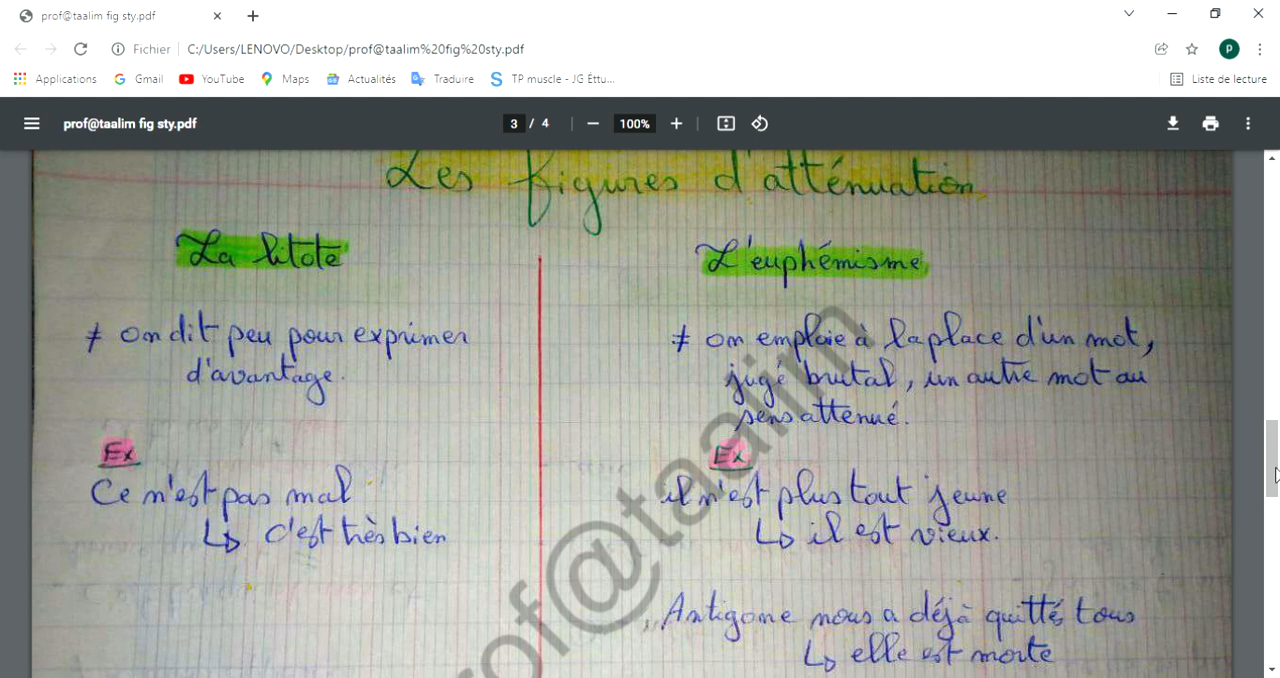 prof@taalim fig sty.pdf
Fichier C:/Users/LENOVO/Desktop/prof@taalim%20fig%20sty.pdf
P
Applications Gmail YouTube Maps Actualités Traduire TP muscle - JG Éttu... Liste de lecture
prof@taalim fig sty.pdf 3 / 4 100%
Les figures d'atténuation
La litote
≠ on dit peu pour exprimer
d'avantage.
Ex
Ce n'est pas mal
↳ c'est très bien
L'euphémisme
≠ on emploie à la place d'un mot,
jugé brutal, un autre mot au
sens attenué.
Ex
il n'est plus tout jeune
↳ il est vieux.
Antigone nous a déjà quittés tous
↳ elle est morte
prof@taalim